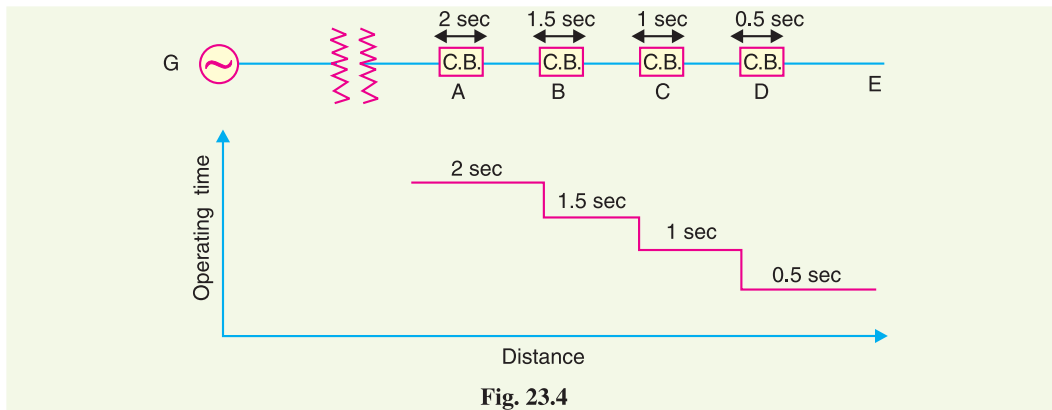 2 sec 1.5 sec 1 sec 0.5 sec
G ~ C.B. C.B. C.B. C.B.
A B C D E
Operating time
2 sec
1.5 sec
1 sec
0.5 sec
Distance
Fig. 23.4